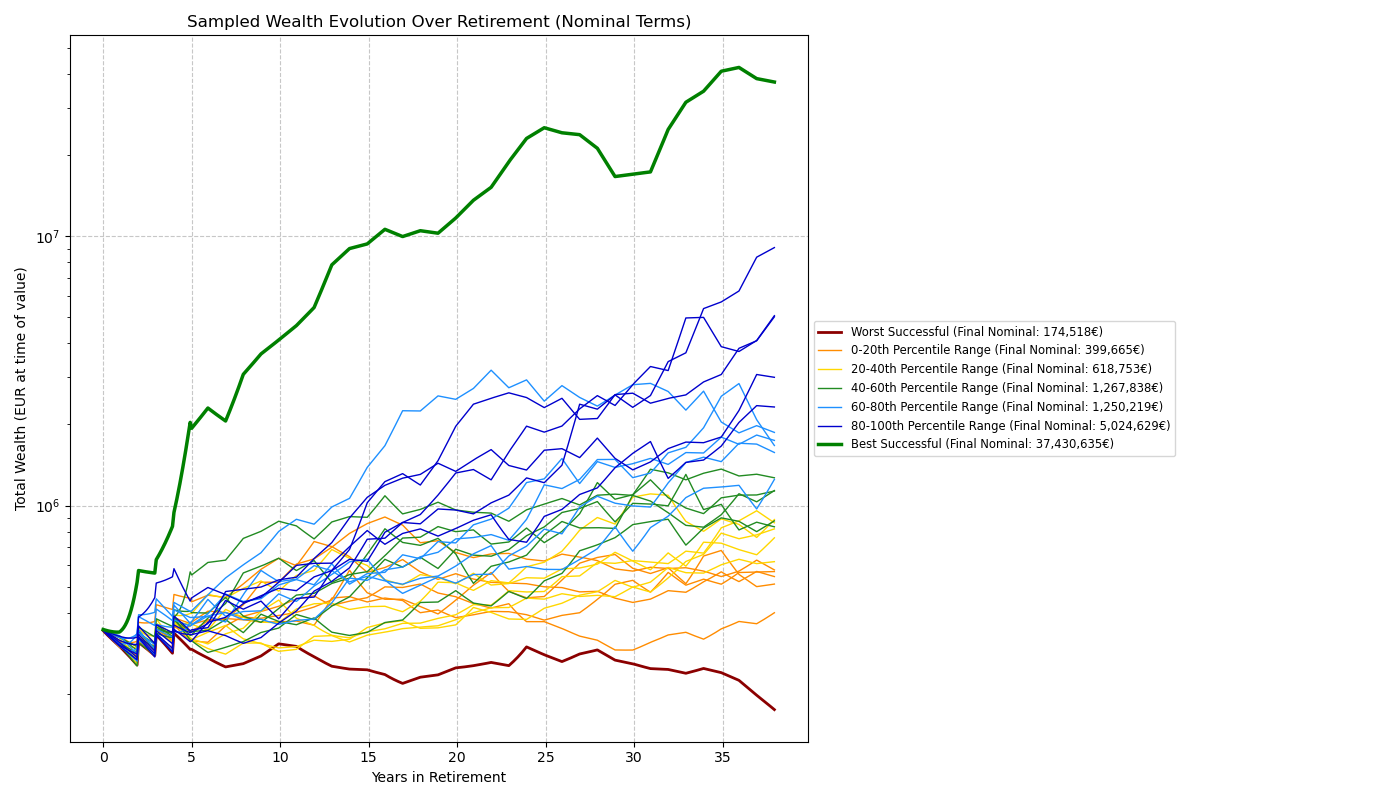 Sampled Wealth Evolution Over Retirement (Nominal Terms)
Total Wealth (EUR at time of value)
10⁷
10⁶
0 5 10 15 20 25 30 35
Years in Retirement
Worst Successful (Final Nominal: 174,518€)
0-20th Percentile Range (Final Nominal: 399,665€)
20-40th Percentile Range (Final Nominal: 618,753€)
40-60th Percentile Range (Final Nominal: 1,267,838€)
60-80th Percentile Range (Final Nominal: 1,250,219€)
80-100th Percentile Range (Final Nominal: 5,024,629€)
Best Successful (Final Nominal: 37,430,635€)